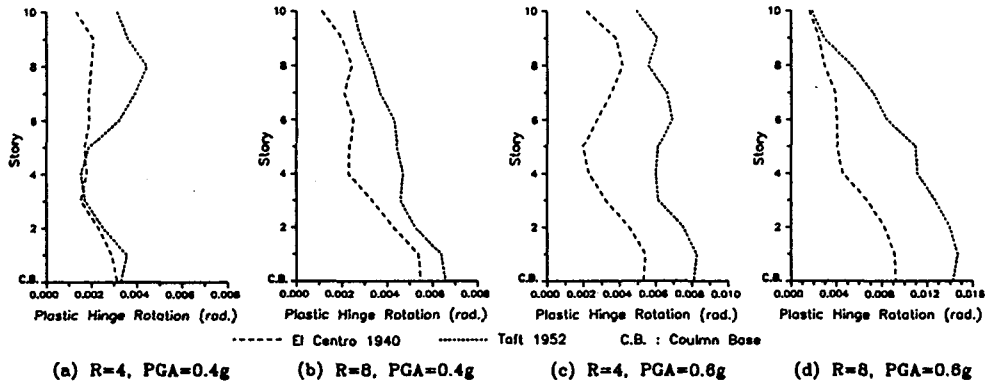 10
8
6
4
2
C.B.
Story
0.000 0.002 0.004 0.006 0.008
Plastic Hinge Rotation (rad.)
10
8
6
4
2
C.B.
Story
0.000 0.002 0.004 0.006 0.008
Plastic Hinge Rotation (rad.)
10
8
6
4
2
C.B.
Story
0.000 0.002 0.005 0.008 0.010
Plastic Hinge Rotation (rad.)
10
8
6
4
2
C.B.
Story
0.000 0.004 0.008 0.012 0.016
Plastic Hinge Rotation (rad.)
El Centro 1940 Taft 1952 C.B. : Coulmn Base
(a) R=4, PGA=0.4g
(b) R=8, PGA=0.4g
(c) R=4, PGA=0.6g
(d) R=8, PGA=0.6g